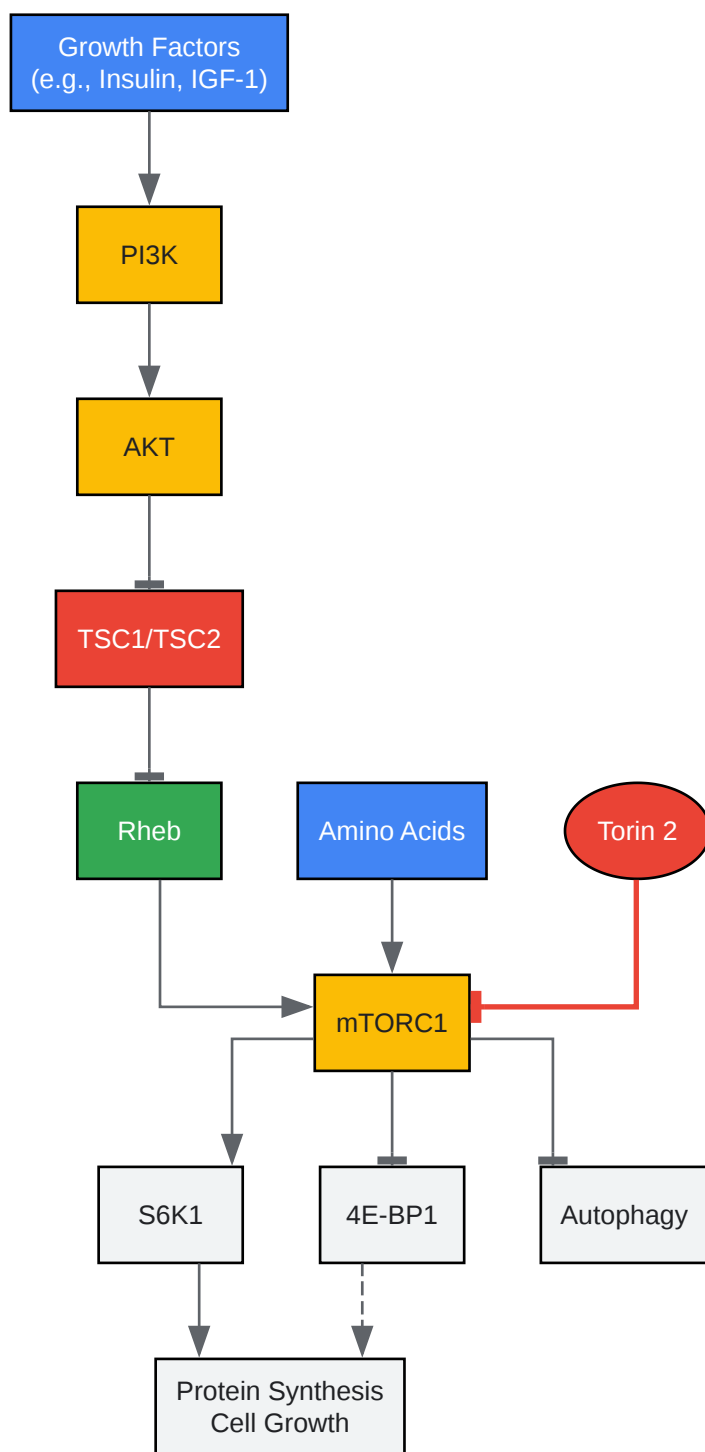 Growth Factors
(e.g., Insulin, IGF-1)
PI3K
AKT
TSC1/TSC2
Rheb
Amino Acids
Torin 2
mTORC1
S6K1
4E-BP1
Autophagy
Protein Synthesis
Cell Growth